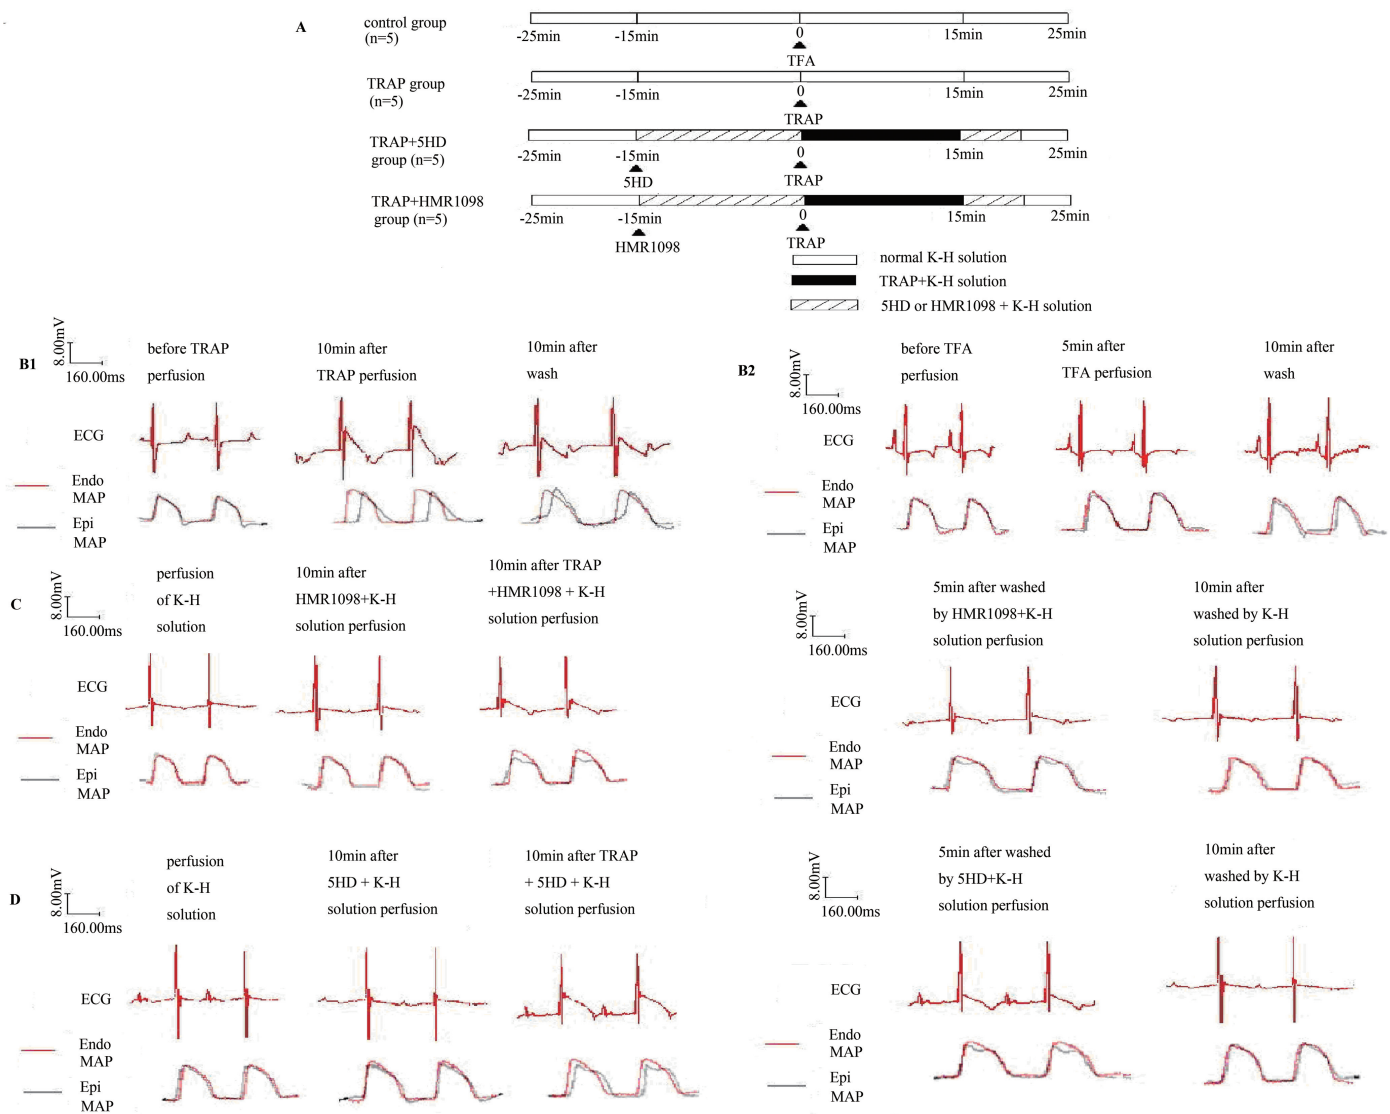 A
control group
(n=5)
-25min -15min 0 15min 25min
TFA
TRAP group
(n=5)
-25min -15min 0 15min 25min
TRAP
TRAP+5HD
group (n=5)
-25min -15min 0 15min 25min
5HD TRAP
TRAP+HMR1098
group (n=5)
-25min -15min 0 15min 25min
HMR1098 TRAP
normal K-H solution
TRAP+K-H solution
5HD or HMR1098 + K-H solution
B1
8.00mV
160.00ms
before TRAP
perfusion
10min after
TRAP perfusion
10min after
wash
ECG
Endo
MAP
Epi
MAP
B2
8.00mV
160.00ms
before TFA
perfusion
5min after
TFA perfusion
10min after
wash
ECG
Endo
MAP
Epi
MAP
C
8.00mV
160.00ms
perfusion
of K-H
solution
10min after
HMR1098+K-H
solution perfusion
10min after TRAP
+HMR1098 + K-H
solution perfusion
ECG
Endo
MAP
Epi
MAP
8.00mV
160.00ms
5min after washed
by HMR1098+K-H
solution perfusion
10min after
washed by K-H
solution perfusion
ECG
Endo
MAP
Epi
MAP
D
8.00mV
160.00ms
perfusion
of K-H
solution
10min after
5HD + K-H
solution perfusion
10min after TRAP
+ 5HD + K-H
solution perfusion
ECG
Endo
MAP
Epi
MAP
8.00mV
160.00ms
5min after washed
by 5HD+K-H
solution perfusion
10min after
washed by K-H
solution perfusion
ECG
Endo
MAP
Epi
MAP